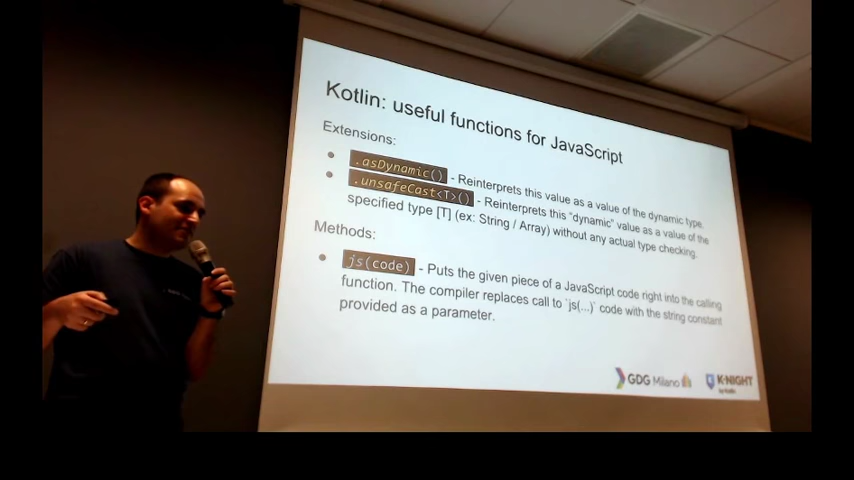 Kotlin: useful functions for JavaScript
Extensions:
● .asDynamic() - Reinterprets this value as a value of the dynamic type.
● .unsafeCast<T>() - Reinterprets this “dynamic” value as a value of the
specified type [T] (ex: String / Array) without any actual type checking.
Methods:
● js(code) - Puts the given piece of a JavaScript code right into the calling
function. The compiler replaces call to `js(...)` code with the string constant
provided as a parameter.
GDG Milano
K-NIGHT